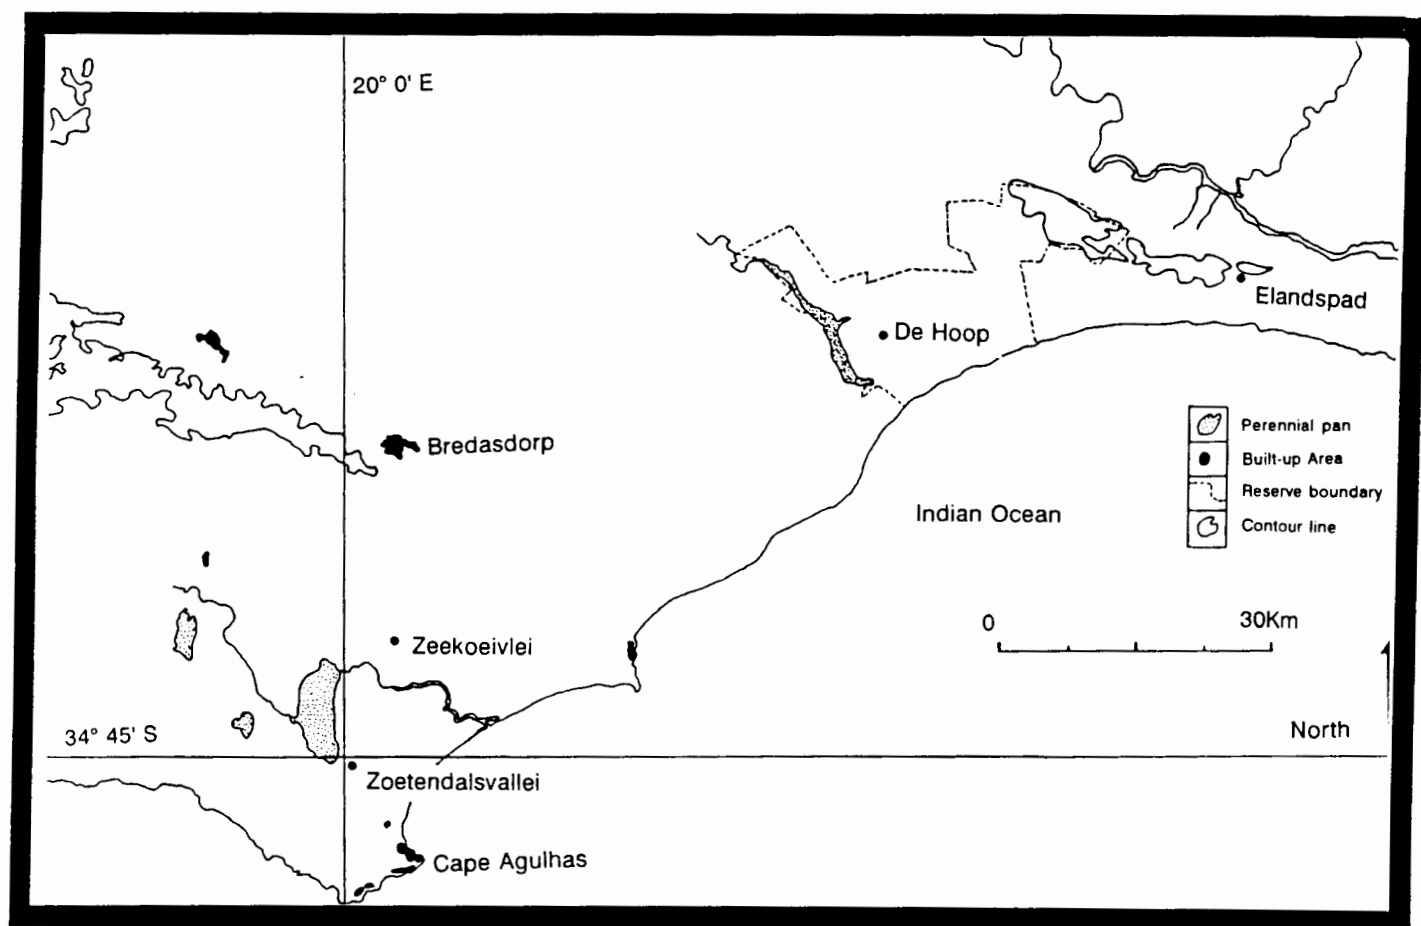 20° 0' E
Elandspad
De Hoop
Perennial pan
Bredasdorp
Built-up Area
Reserve boundary
Indian Ocean
Contour line
0 30Km
Zeekoeivlei
34° 45' S
North
Zoetendalsvallei
Cape Agulhas